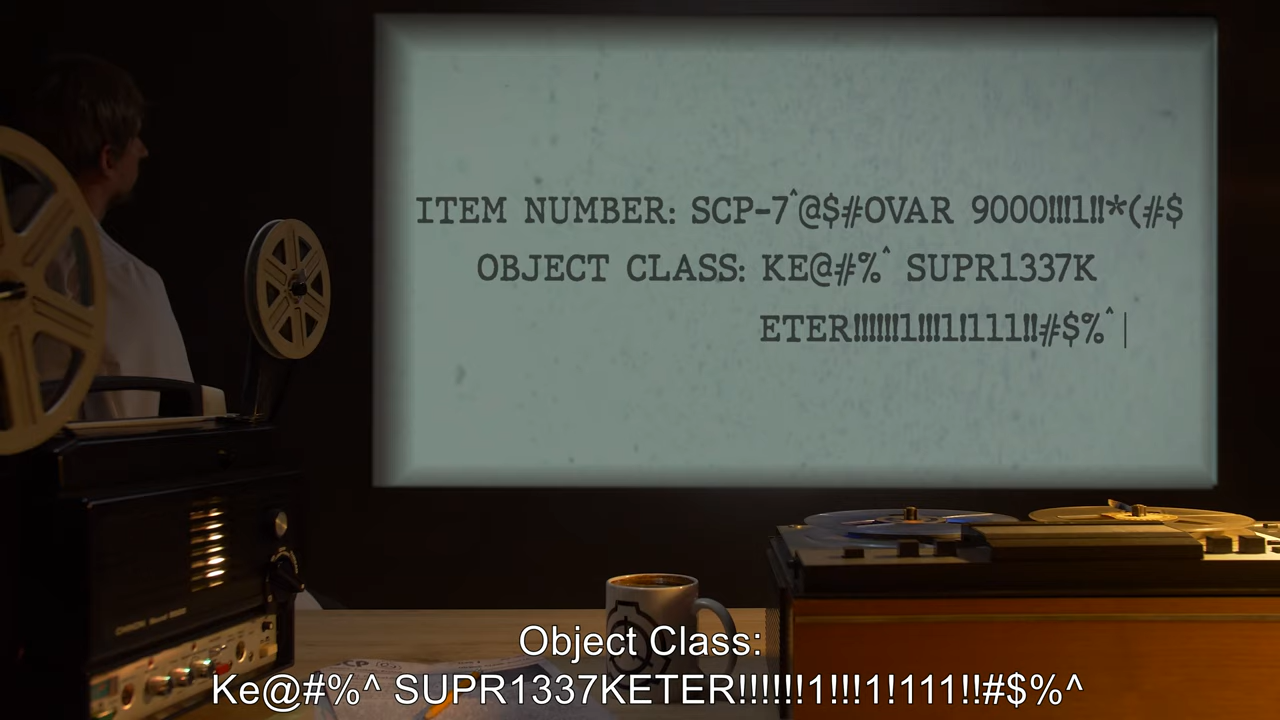 ITEM NUMBER: SCP-7^@$#OVAR 9000!!!1!!*(#$
OBJECT CLASS: KE@#%^ SUPR1337K
ETER!!!!!!1!!!1!111!!#$%^
Object Class:
Ke@#%^ SUPR1337KETER!!!!!!1!!!1!111!!#$%^